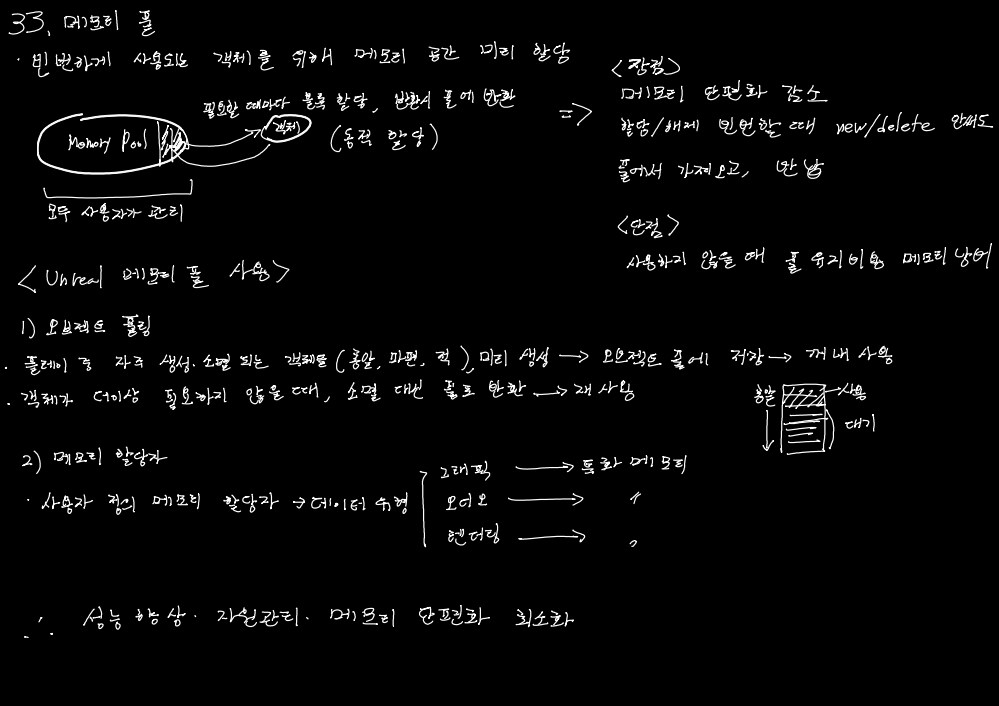 33. 메모리 풀
· 빈번하게 사용되는 객체를 위해 메모리 공간 미리 할당
필요할 때마다 블록 할당, 반환시 풀에 반환
(동적 할당)
Memory Pool
객체
모두 사용자가 관리
=>
<장점>
메모리 단편화 감소
할당/해제 빈번할 때 new/delete 안써도
풀에서 가져오고, 반납
<단점>
사용하지 않을 때 풀 유지비용 메모리 낭비
<Unreal 메모리 풀 사용>
1) 오브젝트 풀링
· 플레이 중 자주 생성·소멸 되는 객체를 (총알, 파편, 적), 미리 생성 → 오브젝트 풀에 저장 → 꺼내 사용
· 객체가 더이상 필요하지 않을 때, 소멸 대신 풀로 반환 → 재사용
총알
사용
대기
2) 메모리 할당자
· 사용자 정의 메모리 할당자 → 데이터 유형
그래픽 → 특화 메모리
오디오 → 〃
렌더링 → 〃
∴ 성능 향상· 자원관리· 메모리 단편화 최소화